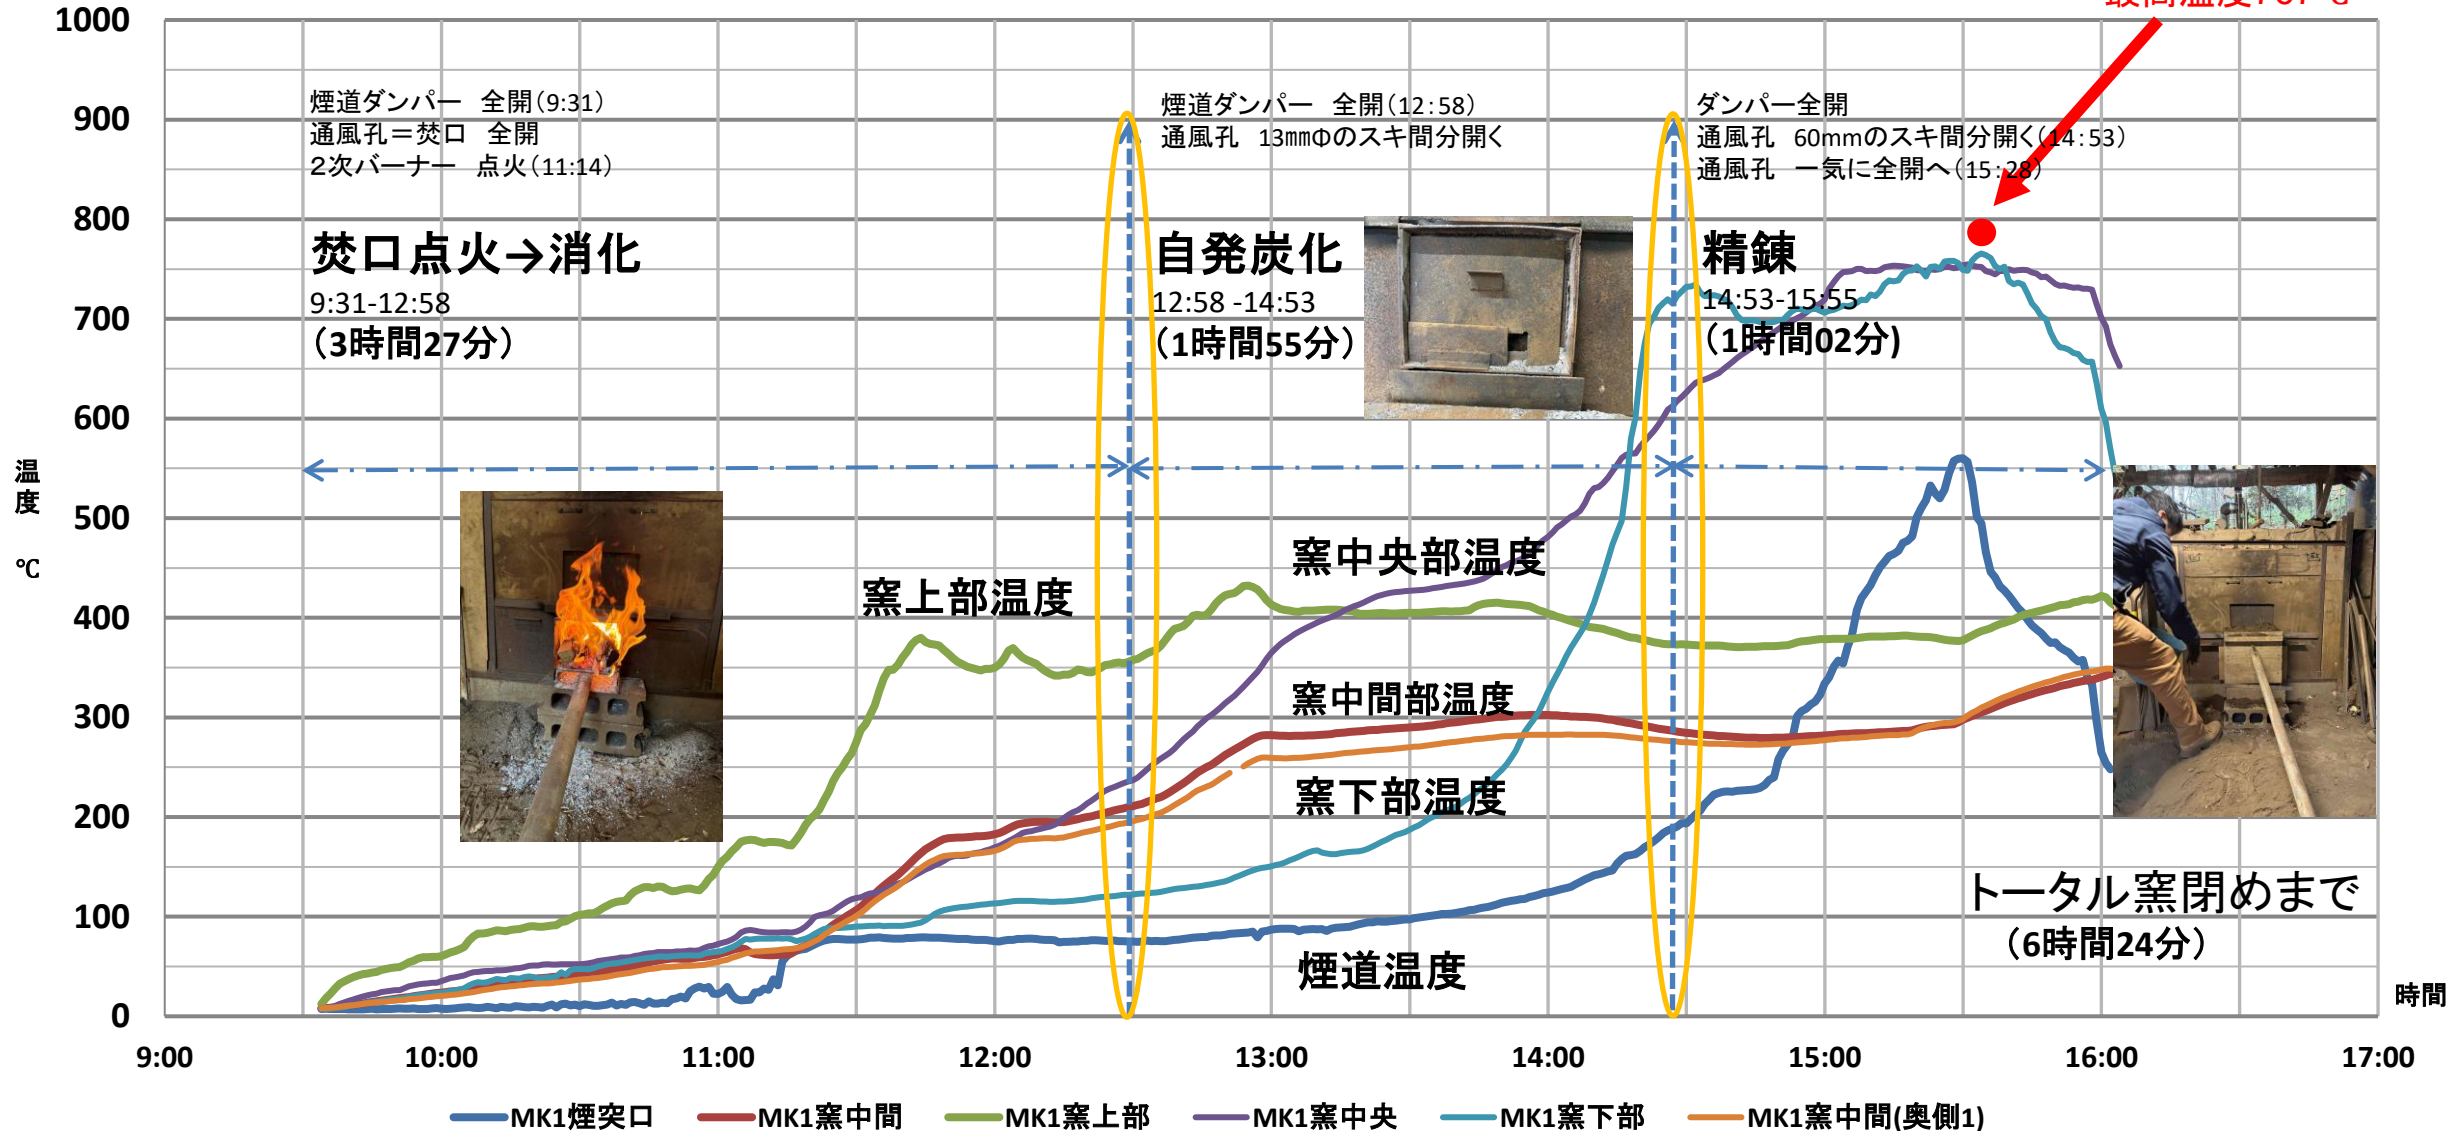 1000
900
800
700
600
500
400
300
200
100
0
温度 ℃
煙道ダンパー 全開(9:31)
通風孔=焚口 全開
2次バーナー 点火(11:14)
焚口点火→消化
9:31-12:58
(3時間27分)
煙道ダンパー 全開(12:58)
通風孔 13㎜Φのスキ間分開く
自発炭化
12:58 -14:53
(1時間55分)
ダンパー全開
通風孔 60mmのスキ間分開く(14:53)
通風孔 一気に全開へ(15:28)
精錬
14:53-15:55
(1時間02分)
窯上部温度
窯中央部温度
窯中間部温度
窯下部温度
煙道温度
トータル窯閉めまで
(6時間24分)
時間
9:00 10:00 11:00 12:00 13:00 14:00 15:00 16:00 17:00
MK1煙突口 MK1窯中間 MK1窯上部 MK1窯中央 MK1窯下部 MK1窯中間(奥側1)